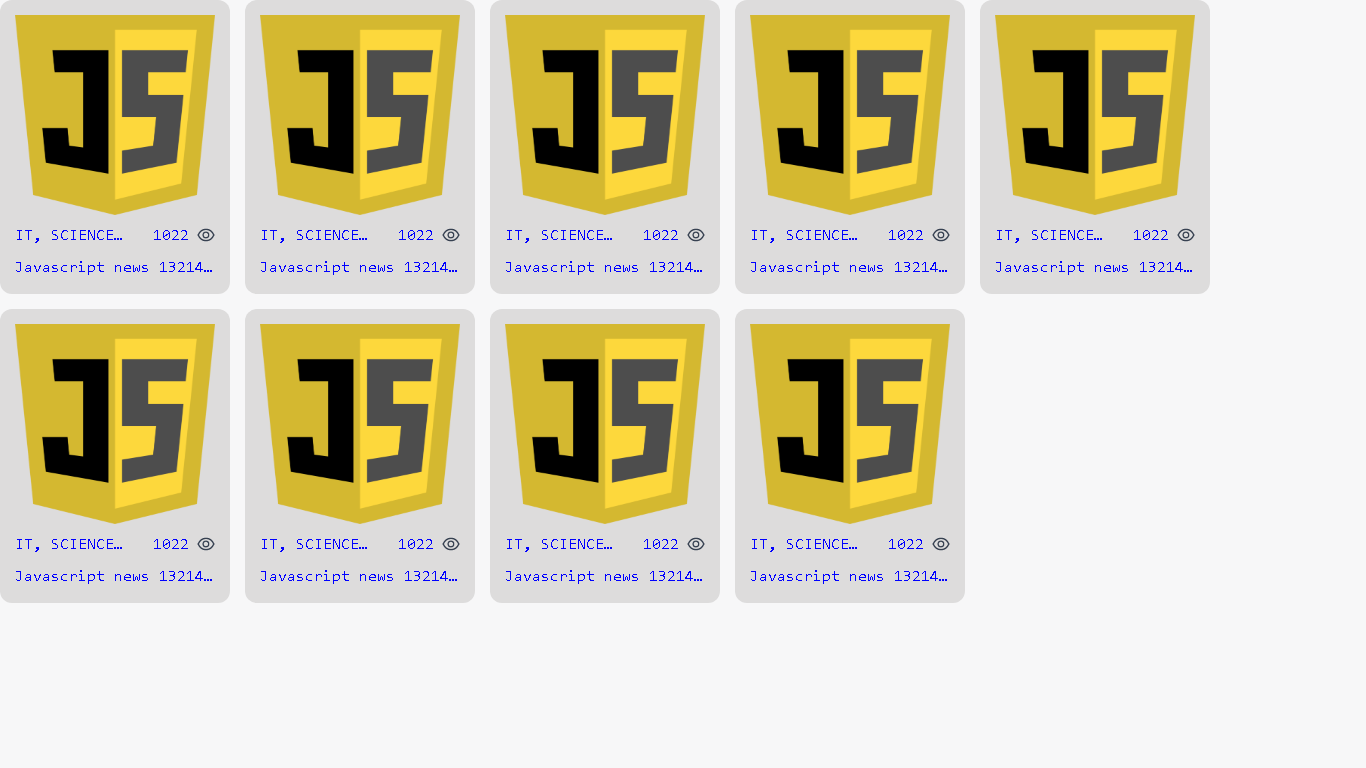 JS JS JS JS JS
IT, SCIENCE… 1022 IT, SCIENCE… 1022 IT, SCIENCE… 1022 IT, SCIENCE… 1022 IT, SCIENCE… 1022
Javascript news 13214… Javascript news 13214… Javascript news 13214… Javascript news 13214… Javascript news 13214…
JS JS JS JS
IT, SCIENCE… 1022 IT, SCIENCE… 1022 IT, SCIENCE… 1022 IT, SCIENCE… 1022
Javascript news 13214… Javascript news 13214… Javascript news 13214… Javascript news 13214…